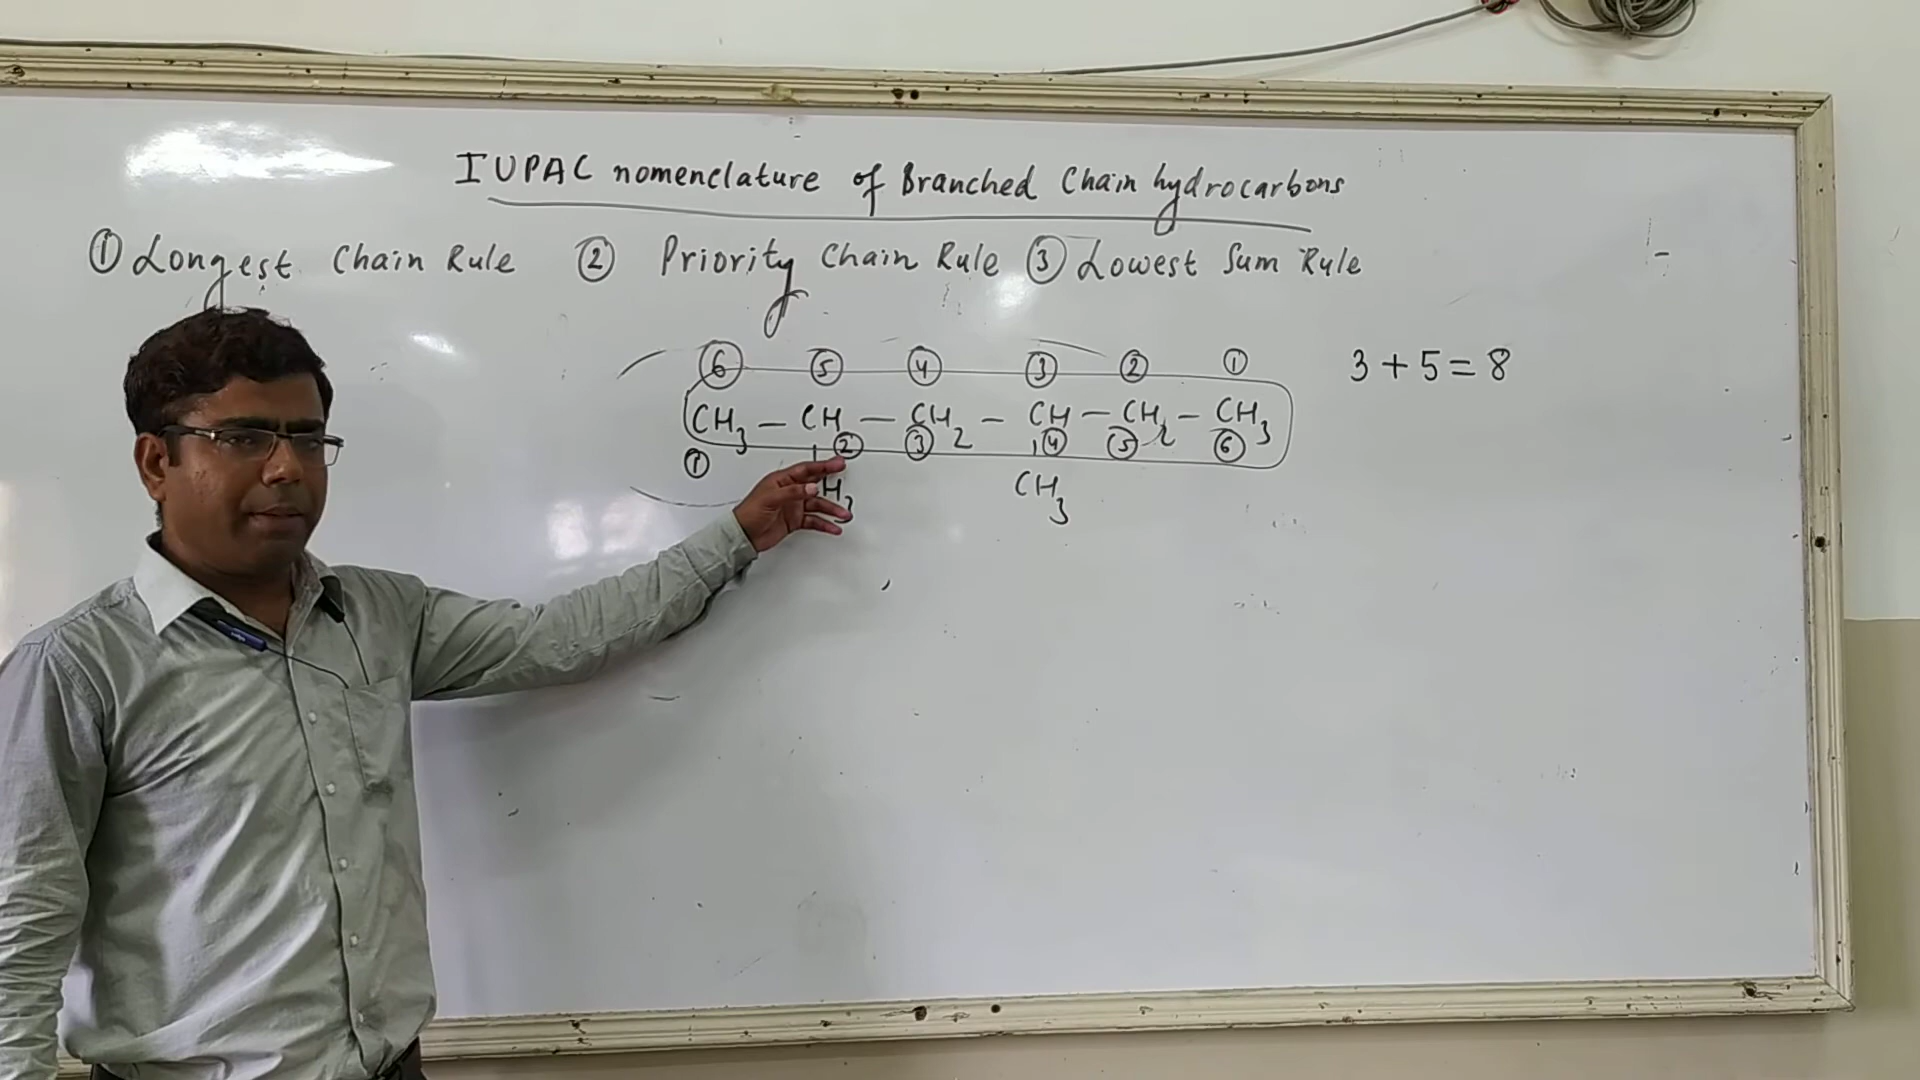 IUPAC nomenclature of Branched Chain hydrocarbons
① Longest Chain Rule ② Priority Chain Rule ③ Lowest Sum Rule
⑥ ⑤ ④ ③ ② ① 3 + 5 = 8
CH3 — CH — CH2 — CH — CH2 — CH3
① ② ③ ④ ⑤ ⑥
H3 CH3